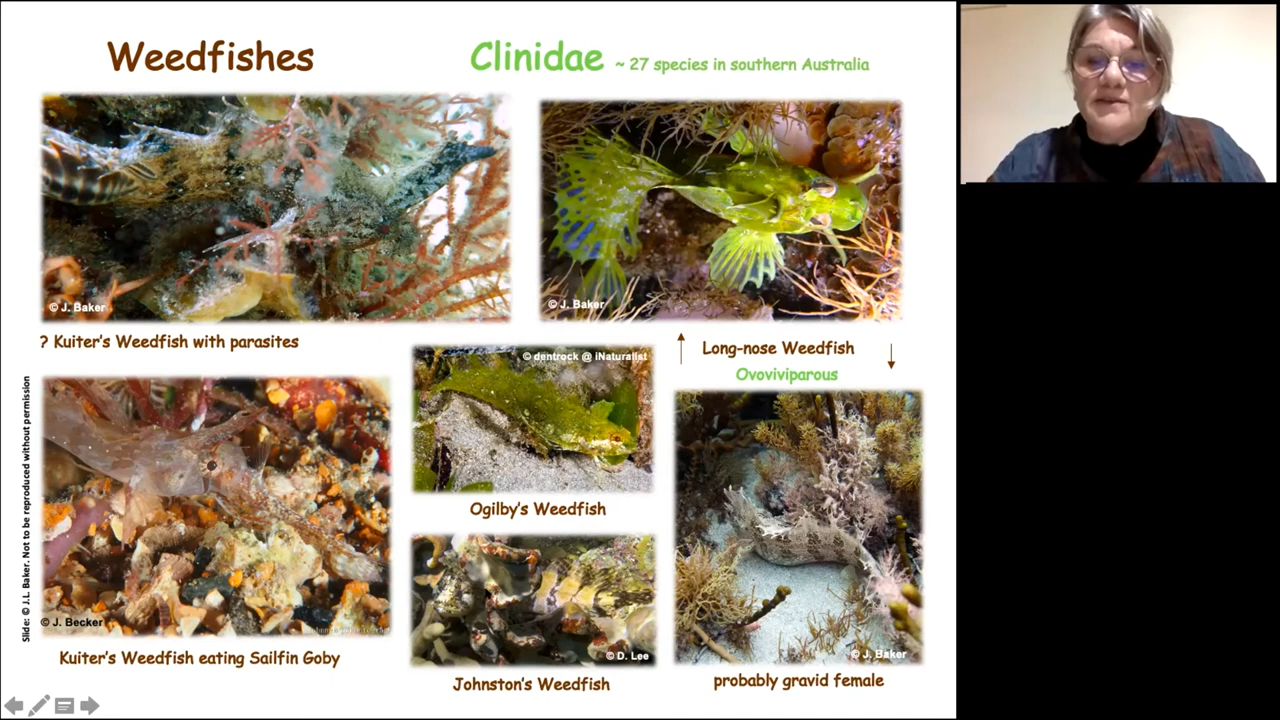 Weedfishes
Clinidae ~ 27 species in southern Australia
© J. Baker
© J. Baker
? Kuiter's Weedfish with parasites
Long-nose Weedfish
Ovoviviparous
© dentrock @ iNaturalist
Ogilby's Weedfish
© J. Becker
Kuiter's Weedfish eating Sailfin Goby
© D. Lee
Johnston's Weedfish
© J. Baker
probably gravid female
Slide: © J.L. Baker. Not to be reproduced without permission